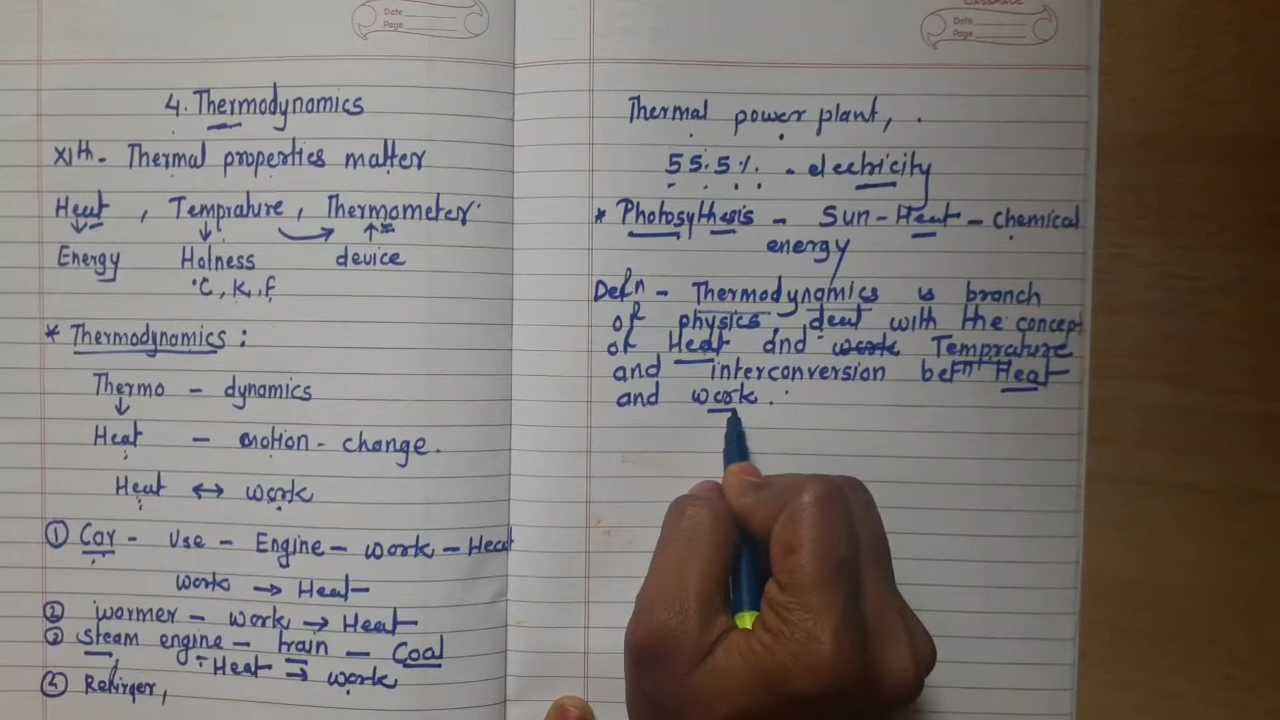 Date
Page
4. Thermodynamics
XIth - Thermal properties matter
Heat, Temprature, Thermometer
Energy Hotness device
°C, K, F
* Thermodynamics :
Thermo - dynamics
Heat - motion - change.
Heat ↔ work
① Car - Use - Engine - work - Heat
work → Heat
② wormer - work → Heat
③ steam engine - train - Coal
- Heat → work
④ Refirger,
CLASSMATE
Date
Page
Thermal power plant,
55.5% - electricity
* Photosythesis - Sun - Heat - chemical
energy
Defn - Thermodynamics is branch
of physics, deat with the concept
of Heat and work Temprature
and interconversion betn Heat
and work.